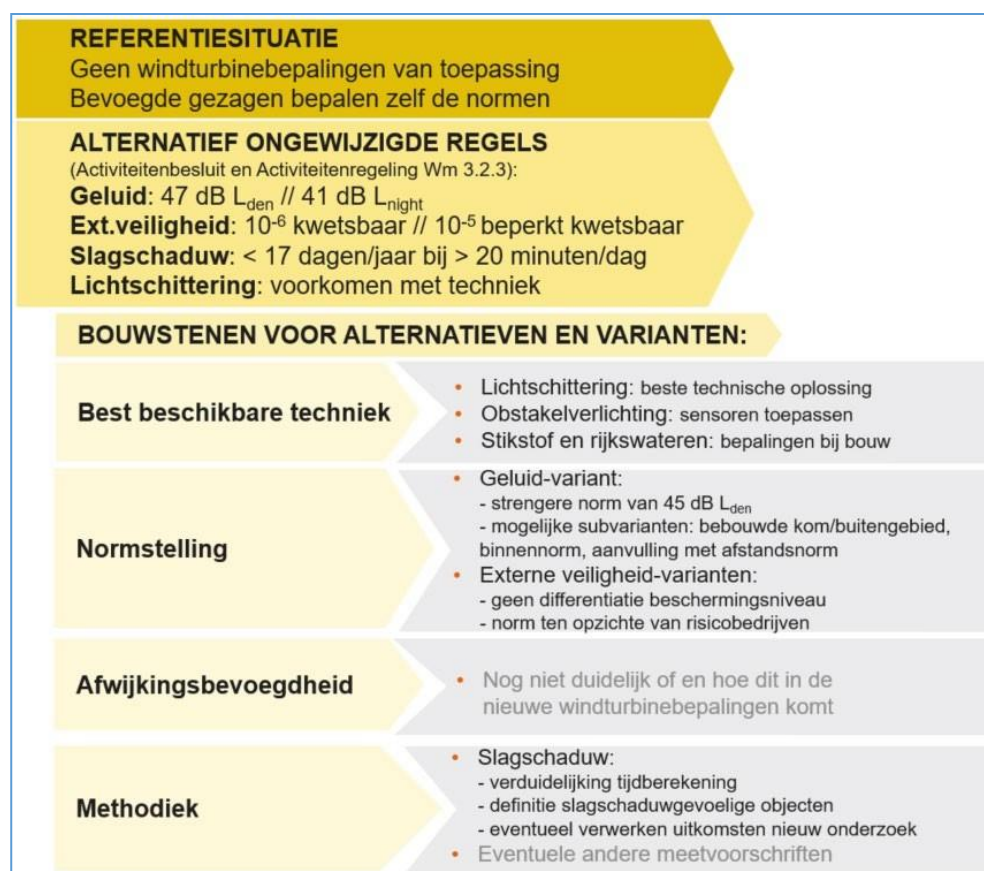 REFERENTIESITUATIE
Geen windturbinebepalingen van toepassing
Bevoegde gezagen bepalen zelf de normen
ALTERNATIEF ONGEWIJZIGDE REGELS
(Activiteitenbesluit en Activiteitenregeling Wm 3.2.3):
Geluid: 47 dB Lden // 41 dB Lnight
Ext.veiligheid: 10-6 kwetsbaar // 10-5 beperkt kwetsbaar
Slagschaduw: < 17 dagen/jaar bij > 20 minuten/dag
Lichtschittering: voorkomen met techniek
BOUWSTENEN VOOR ALTERNATIEVEN EN VARIANTEN:
Best beschikbare techniek
• Lichtschittering: beste technische oplossing
• Obstakelverlichting: sensoren toepassen
• Stikstof en rijkswateren: bepalingen bij bouw
Normstelling
• Geluid-variant:
- strengere norm van 45 dB Lden
- mogelijke subvarianten: bebouwde kom/buitengebied,
binnennorm, aanvulling met afstandsnorm
• Externe veiligheid-varianten:
- geen differentiatie beschermingsniveau
- norm ten opzichte van risicobedrijven
Afwijkingsbevoegdheid
• Nog niet duidelijk of en hoe dit in de
nieuwe windturbinebepalingen komt
Methodiek
• Slagschaduw:
- verduidelijking tijdberekening
- definitie slagschaduwgevoelige objecten
- eventueel verwerken uitkomsten nieuw onderzoek
• Eventuele andere meetvoorschriften